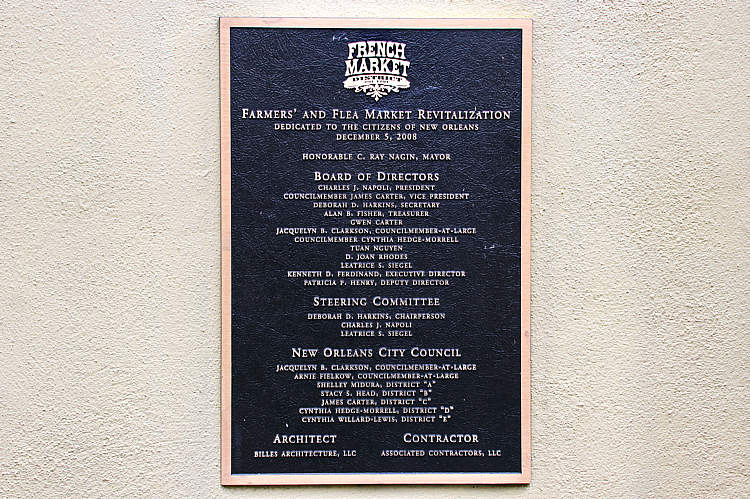 FRENCH
MARKET
DISTRICT
FARMERS' AND FLEA MARKET REVITALIZATION
DEDICATED TO THE CITIZENS OF NEW ORLEANS
DECEMBER 5, 2008
HONORABLE C. RAY NAGIN, MAYOR
BOARD OF DIRECTORS
CHARLES J. NAPOLI, PRESIDENT
COUNCILMEMBER JAMES CARTER, VICE PRESIDENT
DEBORAH D. HARKINS, SECRETARY
ALAN B. FISHER, TREASURER
GWEN CARTER
JACQUELYN B. CLARKSON, COUNCILMEMBER-AT-LARGE
COUNCILMEMBER CYNTHIA HEDGE-MORRELL
TUAN NGUYEN
D. JOAN RHODES
LEATRICE S. SIEGEL
KENNETH D. FERDINAND, EXECUTIVE DIRECTOR
PATRICIA P. HENRY, DEPUTY DIRECTOR
STEERING COMMITTEE
DEBORAH D. HARKINS, CHAIRPERSON
CHARLES J. NAPOLI
LEATRICE S. SIEGEL
NEW ORLEANS CITY COUNCIL
JACQUELYN B. CLARKSON, COUNCILMEMBER-AT-LARGE
ARNIE FIELKOW, COUNCILMEMBER-AT-LARGE
SHELLEY MIDURA, DISTRICT "A"
STACY S. HEAD, DISTRICT "B"
JAMES CARTER, DISTRICT "C"
CYNTHIA HEDGE-MORRELL, DISTRICT "D"
CYNTHIA WILLARD-LEWIS, DISTRICT "E"
ARCHITECT CONTRACTOR
BILLES ARCHITECTURE, LLC ASSOCIATED CONTRACTORS, LLC